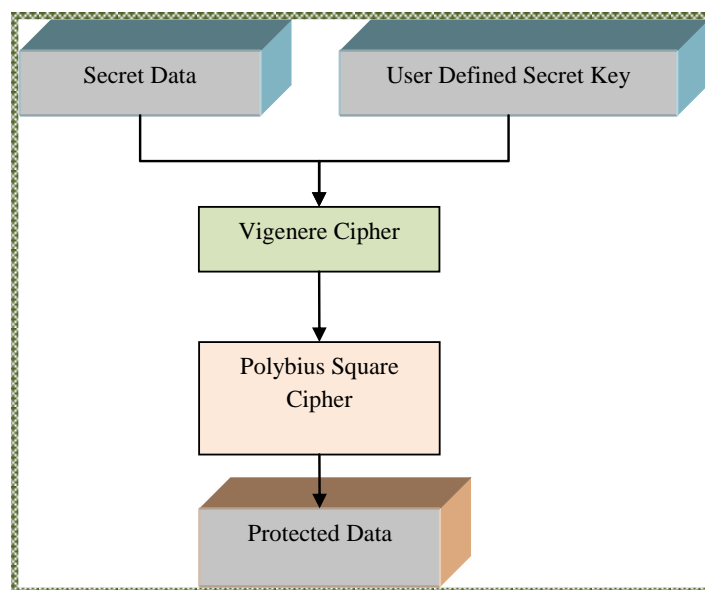 Secret Data
User Defined Secret Key
Vigenere Cipher
Polybius Square
Cipher
Protected Data